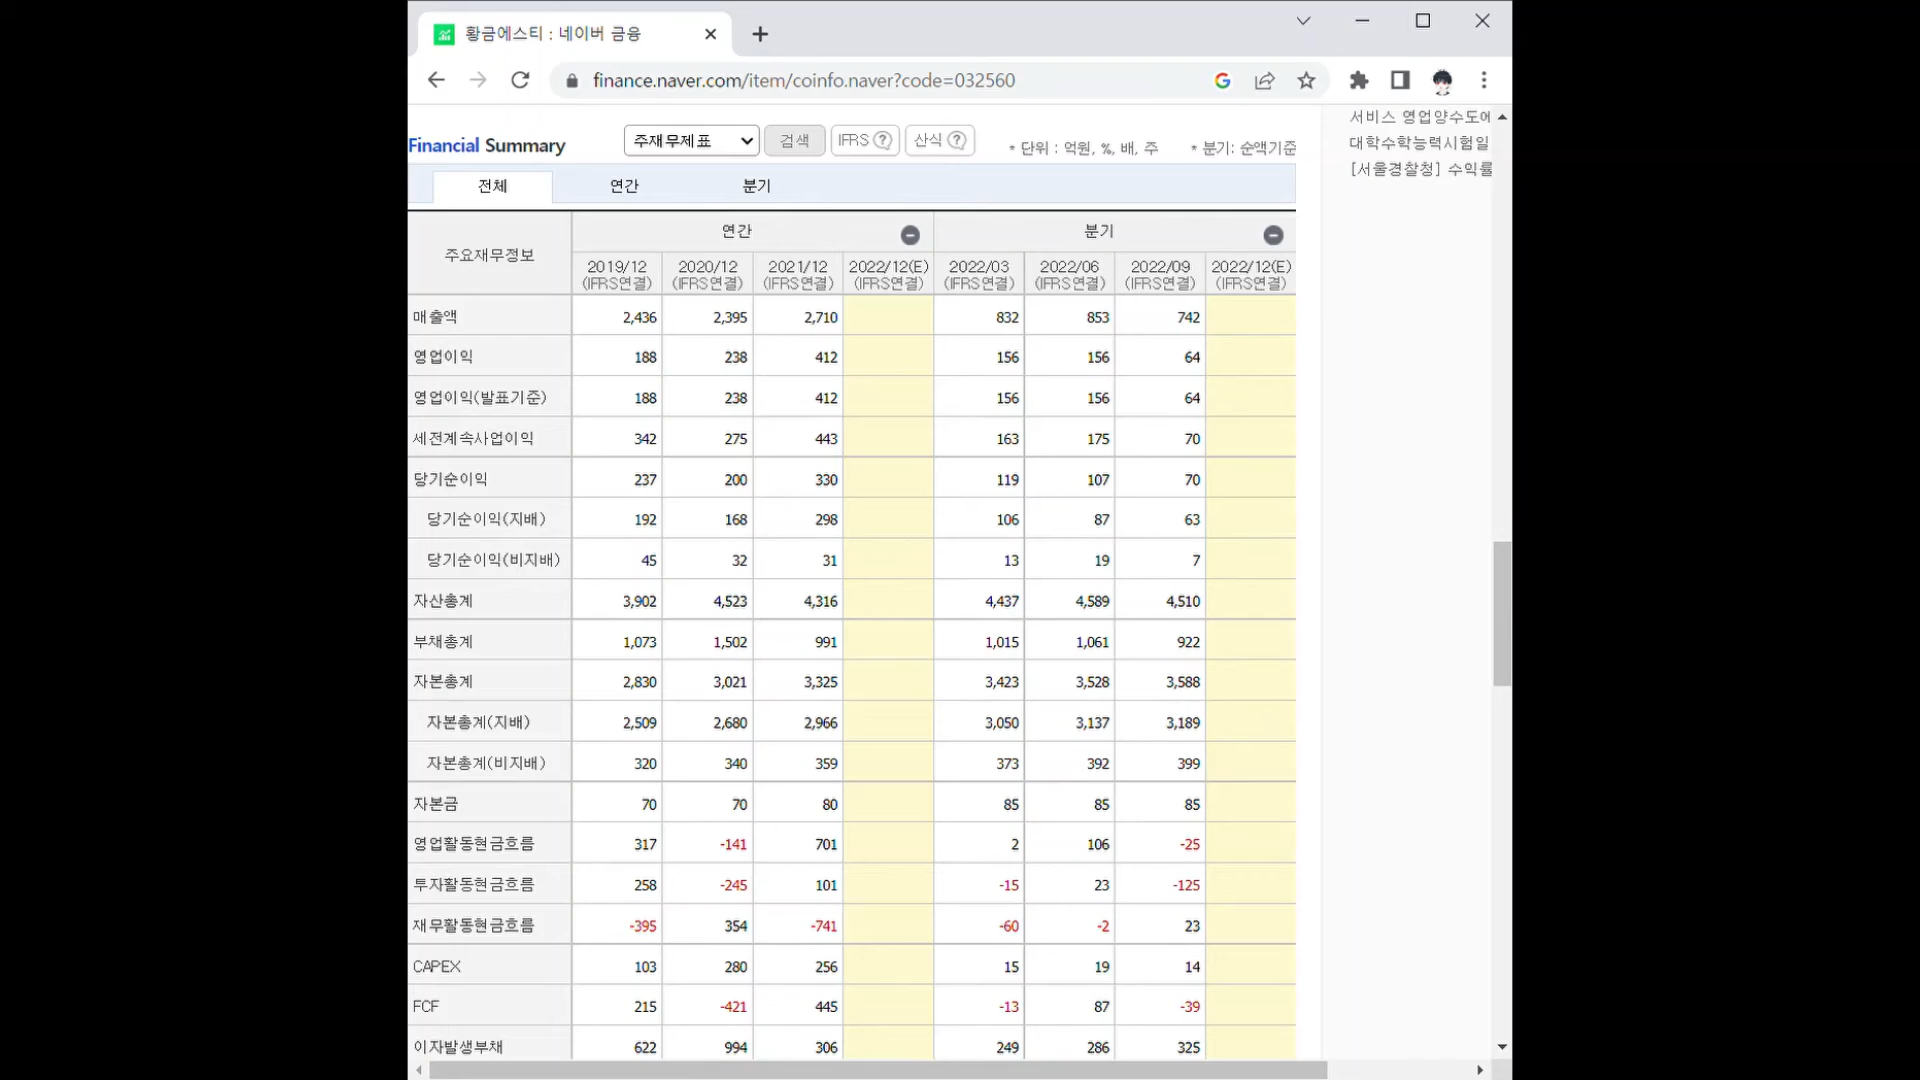 황금에스티 : 네이버 금융
finance.naver.com/item/coinfo.naver?code=032560
서비스 영업양수도에
대학수학능력시험일
[서울경찰청] 수익률
Financial Summary 주재무제표 검색 IFRS ? 산식 ? * 단위 : 억원, %, 배, 주 * 분기: 순액기준
전체 연간 분기
주요재무정보 연간 분기
2019/12 2020/12 2021/12 2022/12(E) 2022/03 2022/06 2022/09 2022/12(E)
(IFRS연결) (IFRS연결) (IFRS연결) (IFRS연결) (IFRS연결) (IFRS연결) (IFRS연결) (IFRS연결)
매출액 2,436 2,395 2,710 832 853 742
영업이익 188 238 412 156 156 64
영업이익(발표기준) 188 238 412 156 156 64
세전계속사업이익 342 275 443 163 175 70
당기순이익 237 200 330 119 107 70
당기순이익(지배) 192 168 298 106 87 63
당기순이익(비지배) 45 32 31 13 19 7
자산총계 3,902 4,523 4,316 4,437 4,589 4,510
부채총계 1,073 1,502 991 1,015 1,061 922
자본총계 2,830 3,021 3,325 3,423 3,528 3,588
자본총계(지배) 2,509 2,680 2,966 3,050 3,137 3,189
자본총계(비지배) 320 340 359 373 392 399
자본금 70 70 80 85 85 85
영업활동현금흐름 317 -141 701 2 106 -25
투자활동현금흐름 258 -245 101 -15 23 -125
재무활동현금흐름 -395 354 -741 -60 -2 23
CAPEX 103 280 256 15 19 14
FCF 215 -421 445 -13 87 -39
이자발생부채 622 994 306 249 286 325